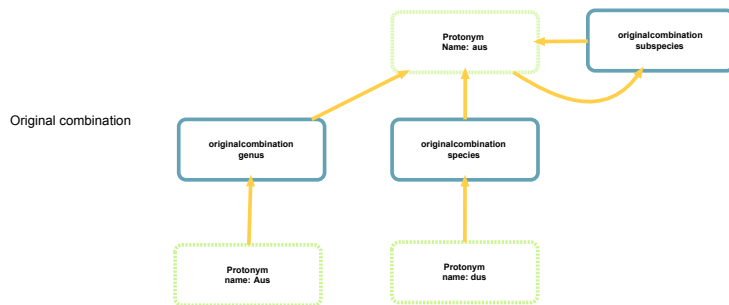 Protonym
Name: aus
originalcombination
subspecies
Original combination
originalcombination
genus
originalcombination
species
Protonym
name: Aus
Protonym
name: dus